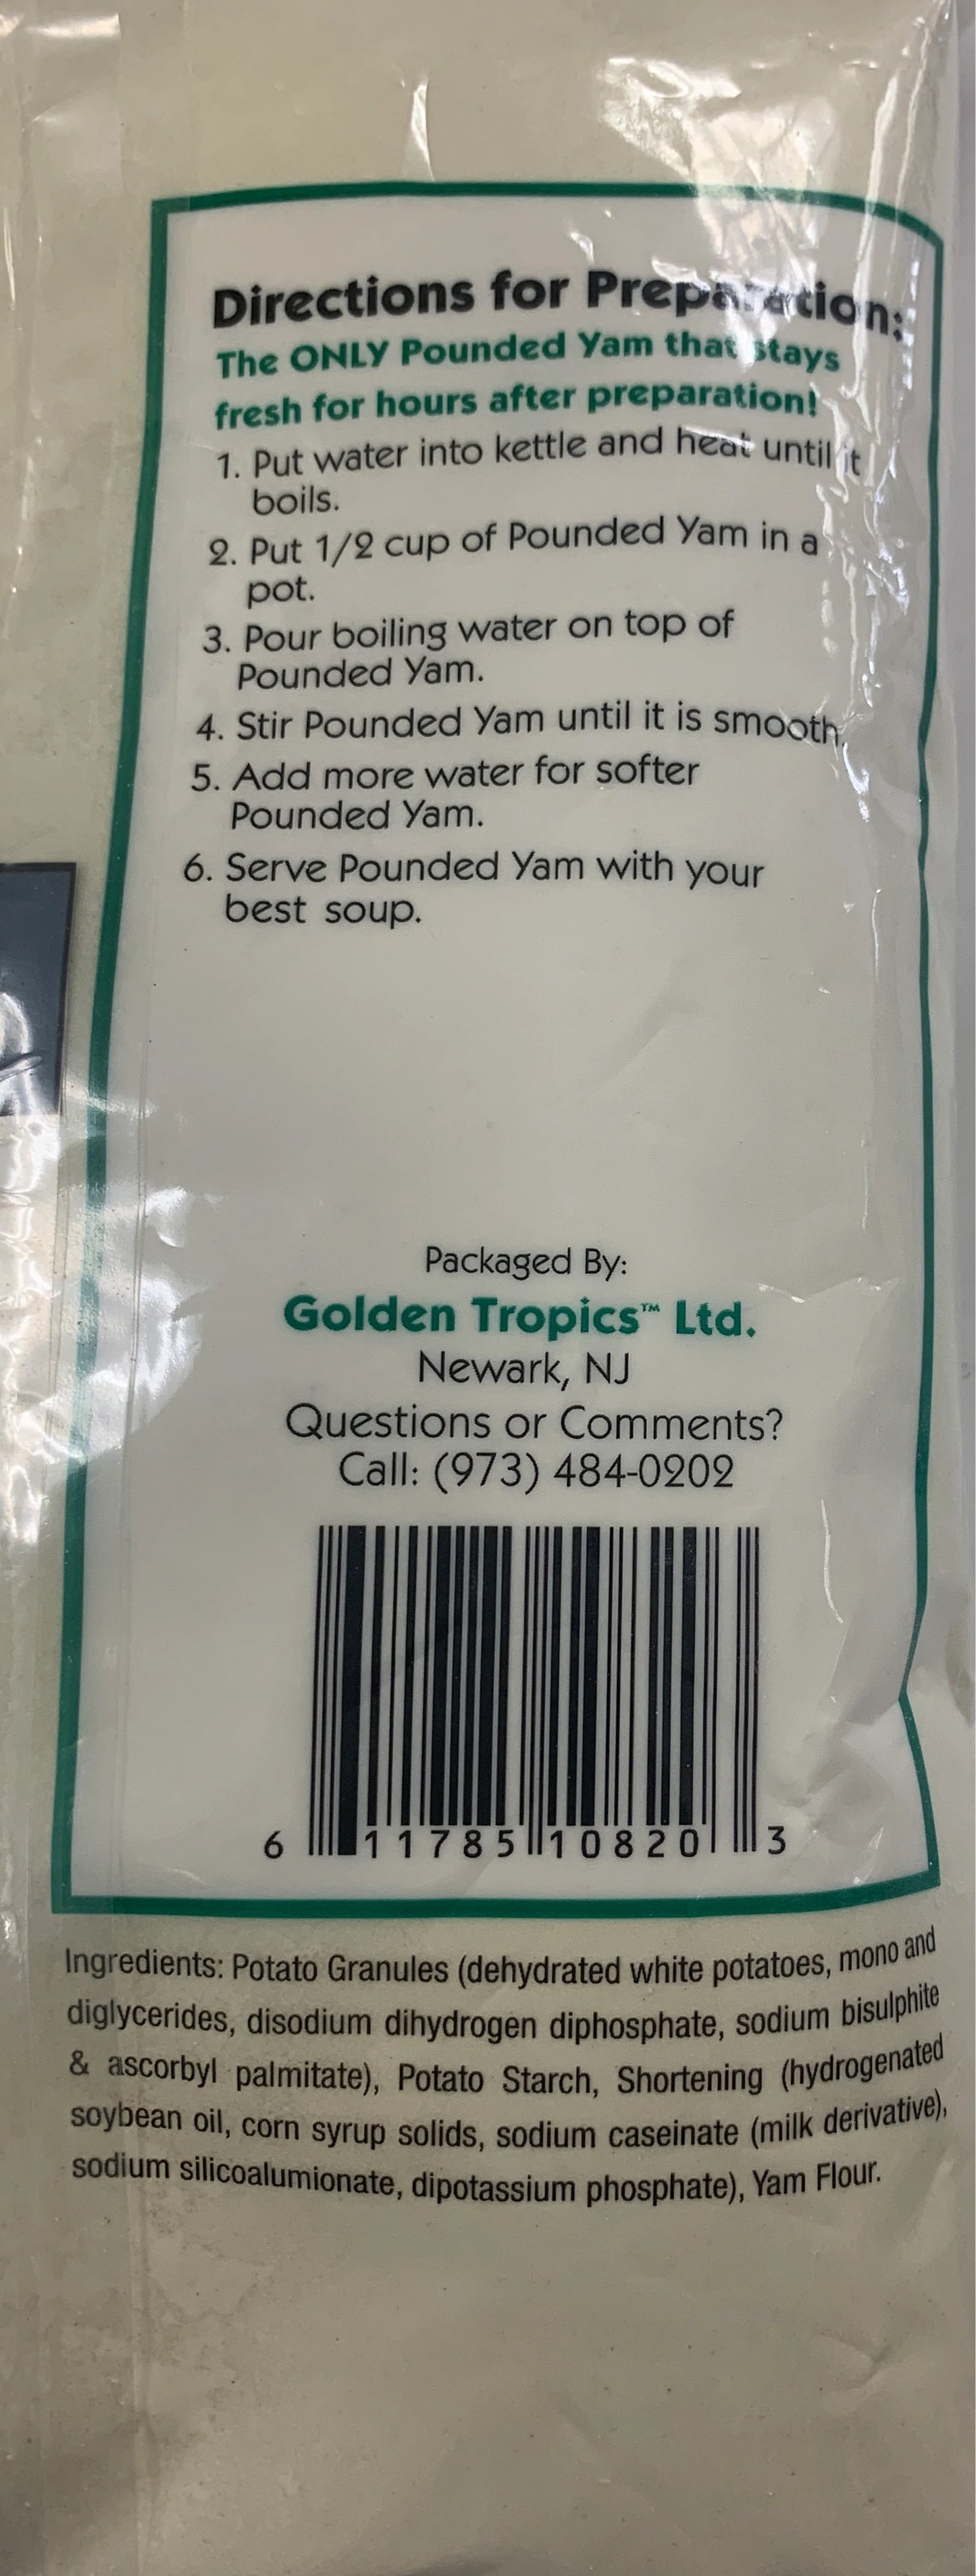 Directions for Preparation:
The ONLY Pounded Yam that stays
fresh for hours after preparation!
1. Put water into kettle and heat until it
boils.
2. Put 1/2 cup of Pounded Yam in a
pot.
3. Pour boiling water on top of
Pounded Yam.
4. Stir Pounded Yam until it is smooth
5. Add more water for softer
Pounded Yam.
6. Serve Pounded Yam with your
best soup.
Packaged By:
Golden Tropics™ Ltd.
Newark, NJ
Questions or Comments?
Call: (973) 484-0202
6 11785 10820 3
Ingredients: Potato Granules (dehydrated white potatoes, mono and
diglycerides, disodium dihydrogen diphosphate, sodium bisulphite
& ascorbyl palmitate), Potato Starch, Shortening (hydrogenated
soybean oil, corn syrup solids, sodium caseinate (milk derivative),
sodium silicoalumionate, dipotassium phosphate), Yam Flour.